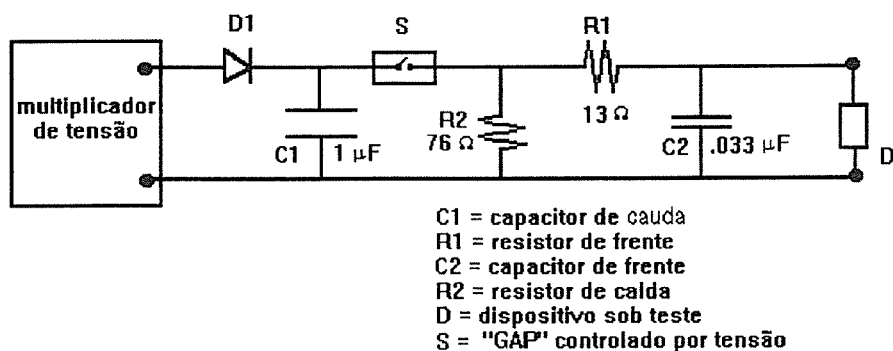 D1
S
R1
multiplicador
de tensão
R2
76 Ω
13 Ω
C1
1 µF
C2
.033 µF
D
C1 = capacitor de cauda
R1 = resistor de frente
C2 = capacitor de frente
R2 = resistor de calda
D = dispositivo sob teste
S = "GAP" controlado por tensão